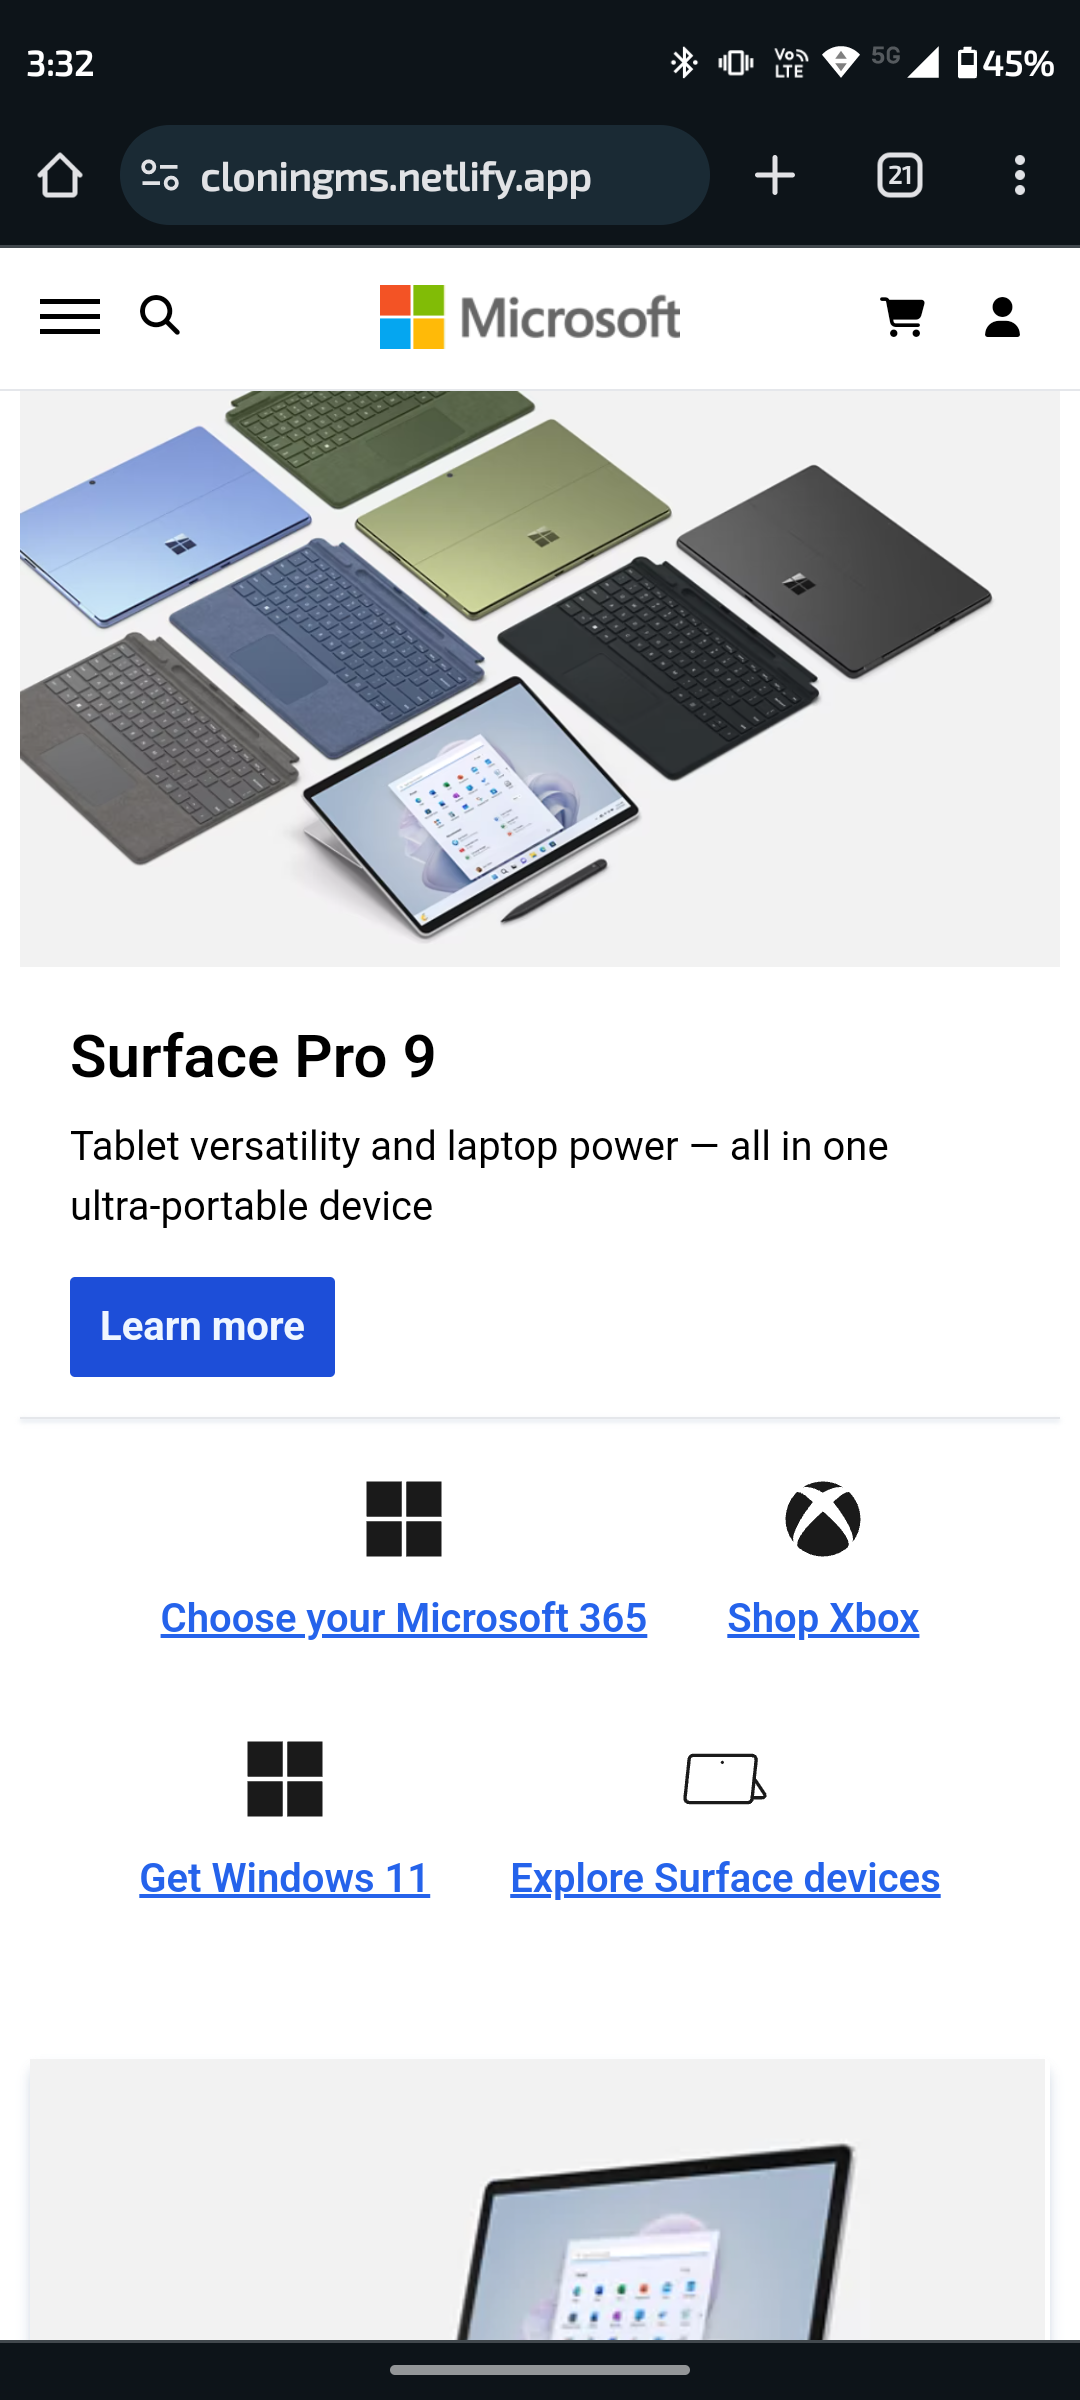 3:32
Vo
LTE
5G
45%
cloningms.netlify.app
21
Microsoft
Surface Pro 9
Tablet versatility and laptop power — all in one
ultra-portable device
Learn more
Choose your Microsoft 365
Shop Xbox
Get Windows 11
Explore Surface devices